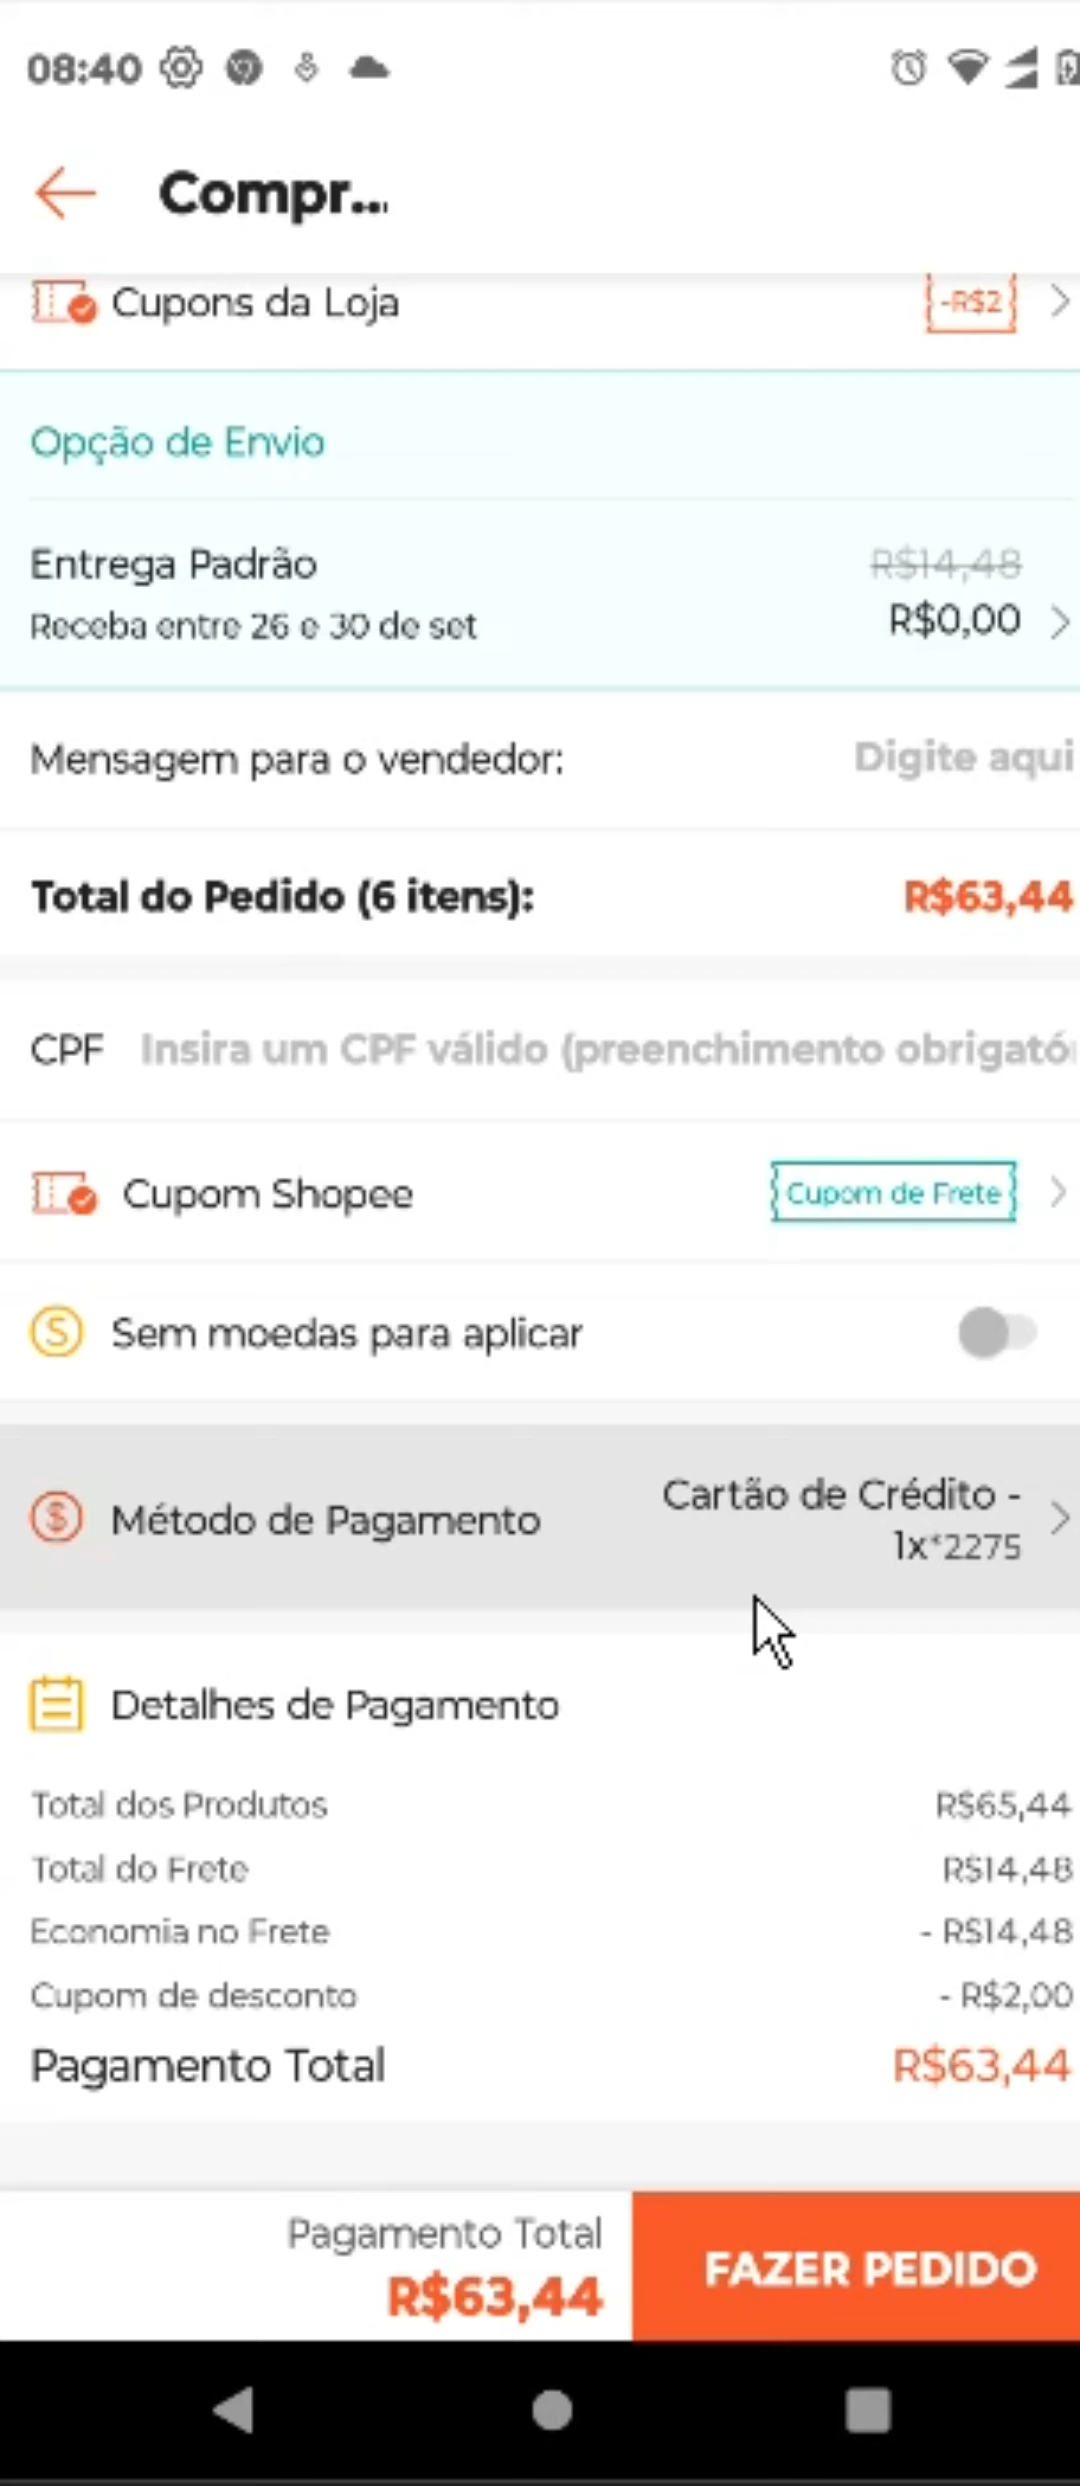 08:40
Compr...
Cupons da Loja
-R$2
Opção de Envio
Entrega Padrão
R$14,48
Receba entre 26 e 30 de set
R$0,00
Mensagem para o vendedor:
Digite aqui
Total do Pedido (6 itens):
R$63,44
CPF
Insira um CPF válido (preenchimento obrigató
Cupom Shopee
Cupom de Frete
Sem moedas para aplicar
Método de Pagamento
Cartão de Crédito -
1x*2275
Detalhes de Pagamento
Total dos Produtos
R$65,44
Total do Frete
R$14,48
Economia no Frete
- R$14,48
Cupom de desconto
- R$2,00
Pagamento Total
R$63,44
Pagamento Total
R$63,44
FAZER PEDIDO